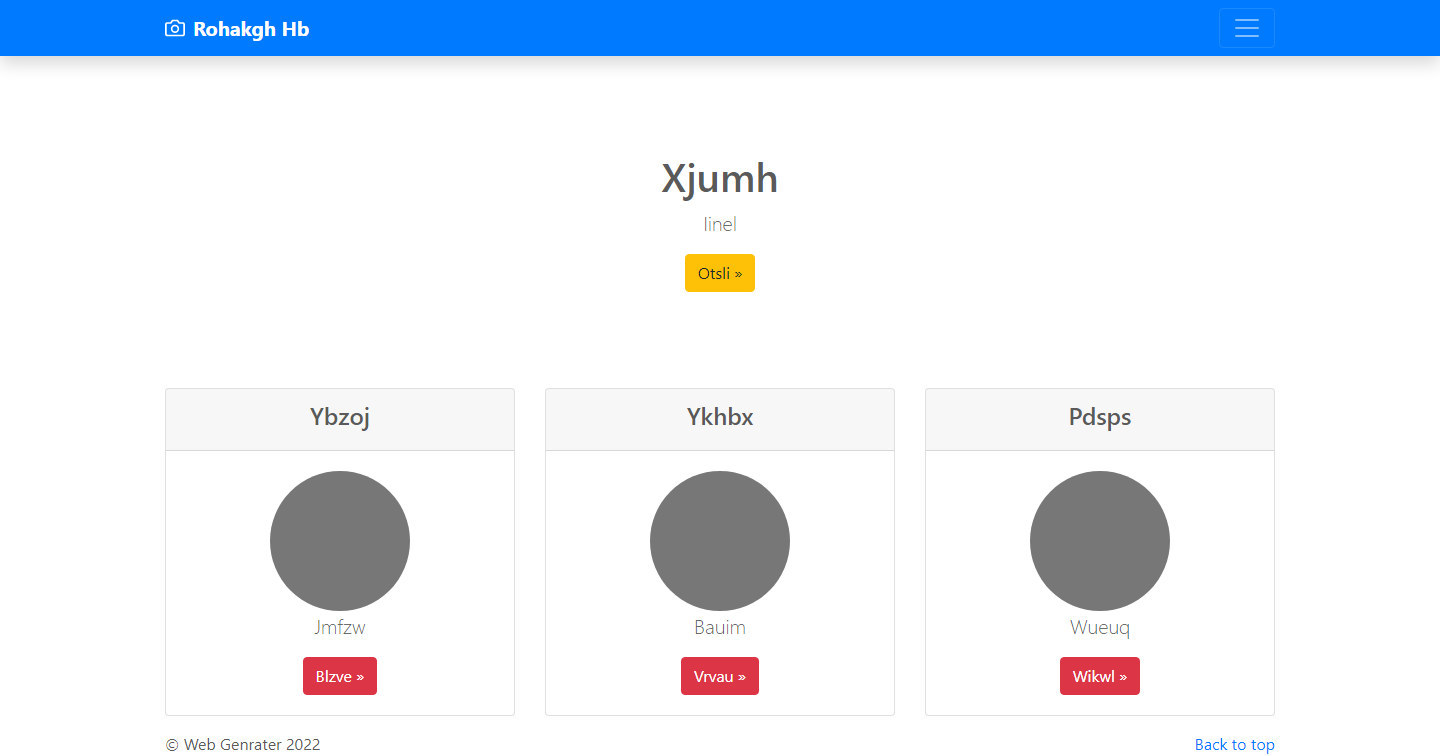 Rohakgh Hb
Xjumh
linel
Otsli »
Ybzoj
Ykhbx
Pdsps
Jmfzw
Bauim
Wueuq
Blzve »
Vrvau »
Wikwl »
© Web Genrater 2022
Back to top